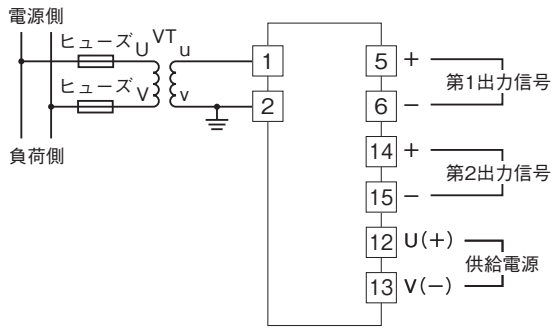 電源側
ヒューズ U VT u
ヒューズ V v
負荷側
1
2
5 +
6 −
第1出力信号
14 +
15 −
第2出力信号
12 U(+)
13 V(−)
供給電源